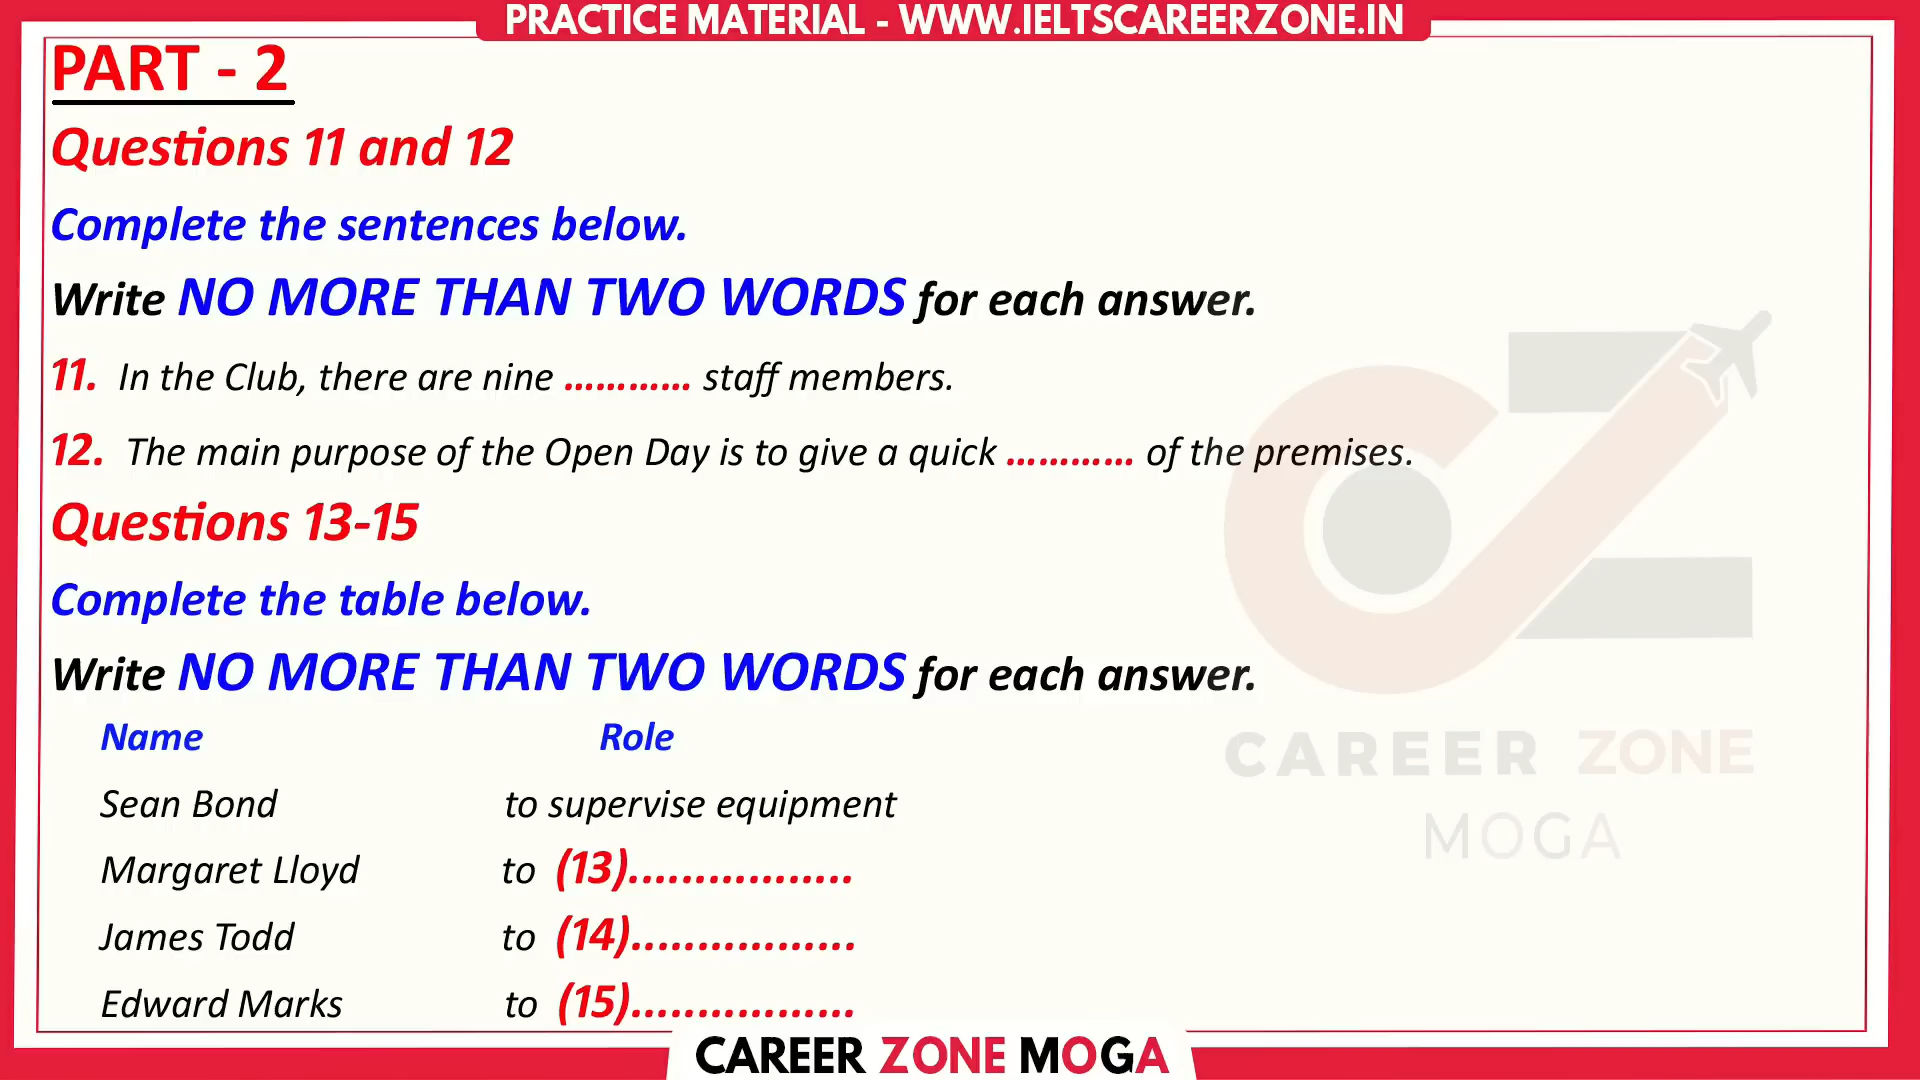 PRACTICE MATERIAL - WWW.IELTSCAREERZONE.IN
PART - 2
Questions 11 and 12
Complete the sentences below.
Write NO MORE THAN TWO WORDS for each answer.
11. In the Club, there are nine ............ staff members.
12. The main purpose of the Open Day is to give a quick ............ of the premises.
Questions 13-15
Complete the table below.
Write NO MORE THAN TWO WORDS for each answer.
Name Role
Sean Bond to supervise equipment
Margaret Lloyd to (13).................
James Todd to (14).................
Edward Marks to (15).................
CAREER ZONE
MOGA
CAREER ZONE MOGA